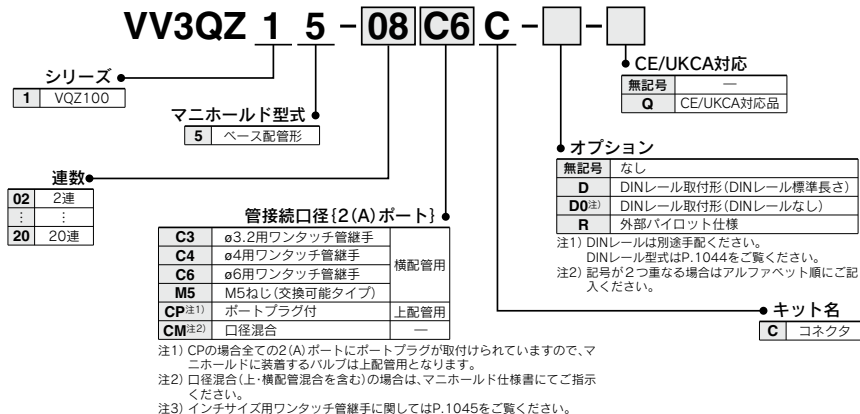 VV3QZ 1 5 - 08 C6 C - □ - □
シリーズ
1 VQZ100
マニホールド型式
5 ベース配管形
連数
02 2連
⋮ ⋮
20 20連
管接続口径{2(A)ポート}
C3 ø3.2用ワンタッチ管継手 横配管用
C4 ø4用ワンタッチ管継手
C6 ø6用ワンタッチ管継手
M5 M5ねじ(交換可能タイプ)
CP注1) ポートプラグ付 上配管用
CM注2) 口径混合 —
注1) CPの場合全ての2(A)ポートにポートプラグが取付けられていますので、マ
ニホールドに装着するバルブは上配管用となります。
注2) 口径混合(上・横配管混合を含む)の場合は、マニホールド仕様書にてご指示
ください。
注3) インチサイズ用ワンタッチ管継手に関してはP.1045をご覧ください。
CE/UKCA対応
無記号 —
Q CE/UKCA対応品
オプション
無記号 なし
D DINレール取付形(DINレール標準長さ)
D0注) DINレール取付形(DINレールなし)
R 外部パイロット仕様
注1) DINレールは別途手配ください。
DINレール型式はP.1044をご覧ください。
注2) 記号が2つ重なる場合はアルファベット順にご記
入ください。
キット名
C コネクタ